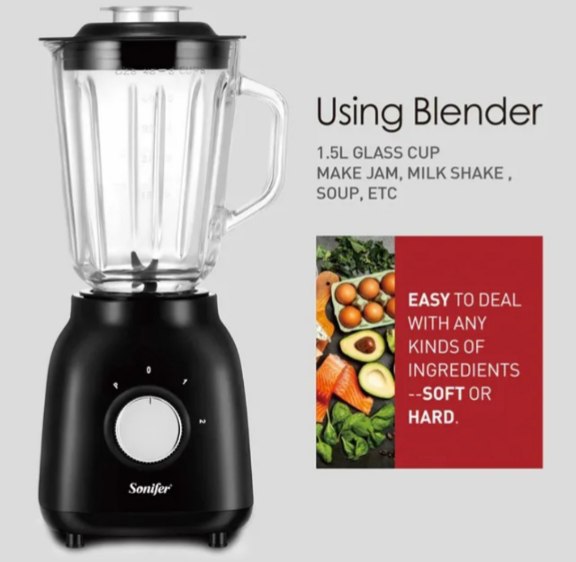 Using Blender
1.5L GLASS CUP
MAKE JAM, MILK SHAKE ,
SOUP, ETC
EASY TO DEAL
WITH ANY
KINDS OF
INGREDIENTS
--SOFT OR
HARD.
P 0 1 2
Sonifer